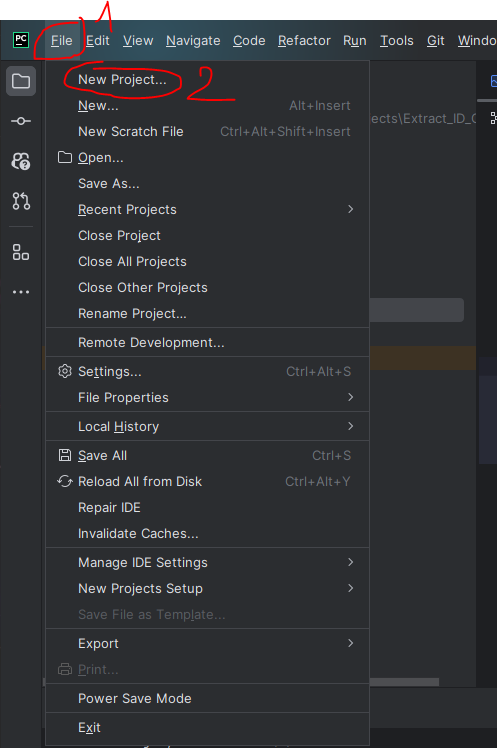 1
PC File Edit View Navigate Code Refactor Run Tools Git Windo
New Project... 2
New... Alt+Insert
New Scratch File Ctrl+Alt+Shift+Insert
ects\Extract_ID_
Open...
Save As...
Recent Projects
Close Project
Close All Projects
Close Other Projects
Rename Project...
Remote Development...
Settings... Ctrl+Alt+S
File Properties
Local History
Save All Ctrl+S
Reload All from Disk Ctrl+Alt+Y
Repair IDE
Invalidate Caches...
Manage IDE Settings
New Projects Setup
Save File as Template...
Export
Print...
Power Save Mode
Exit